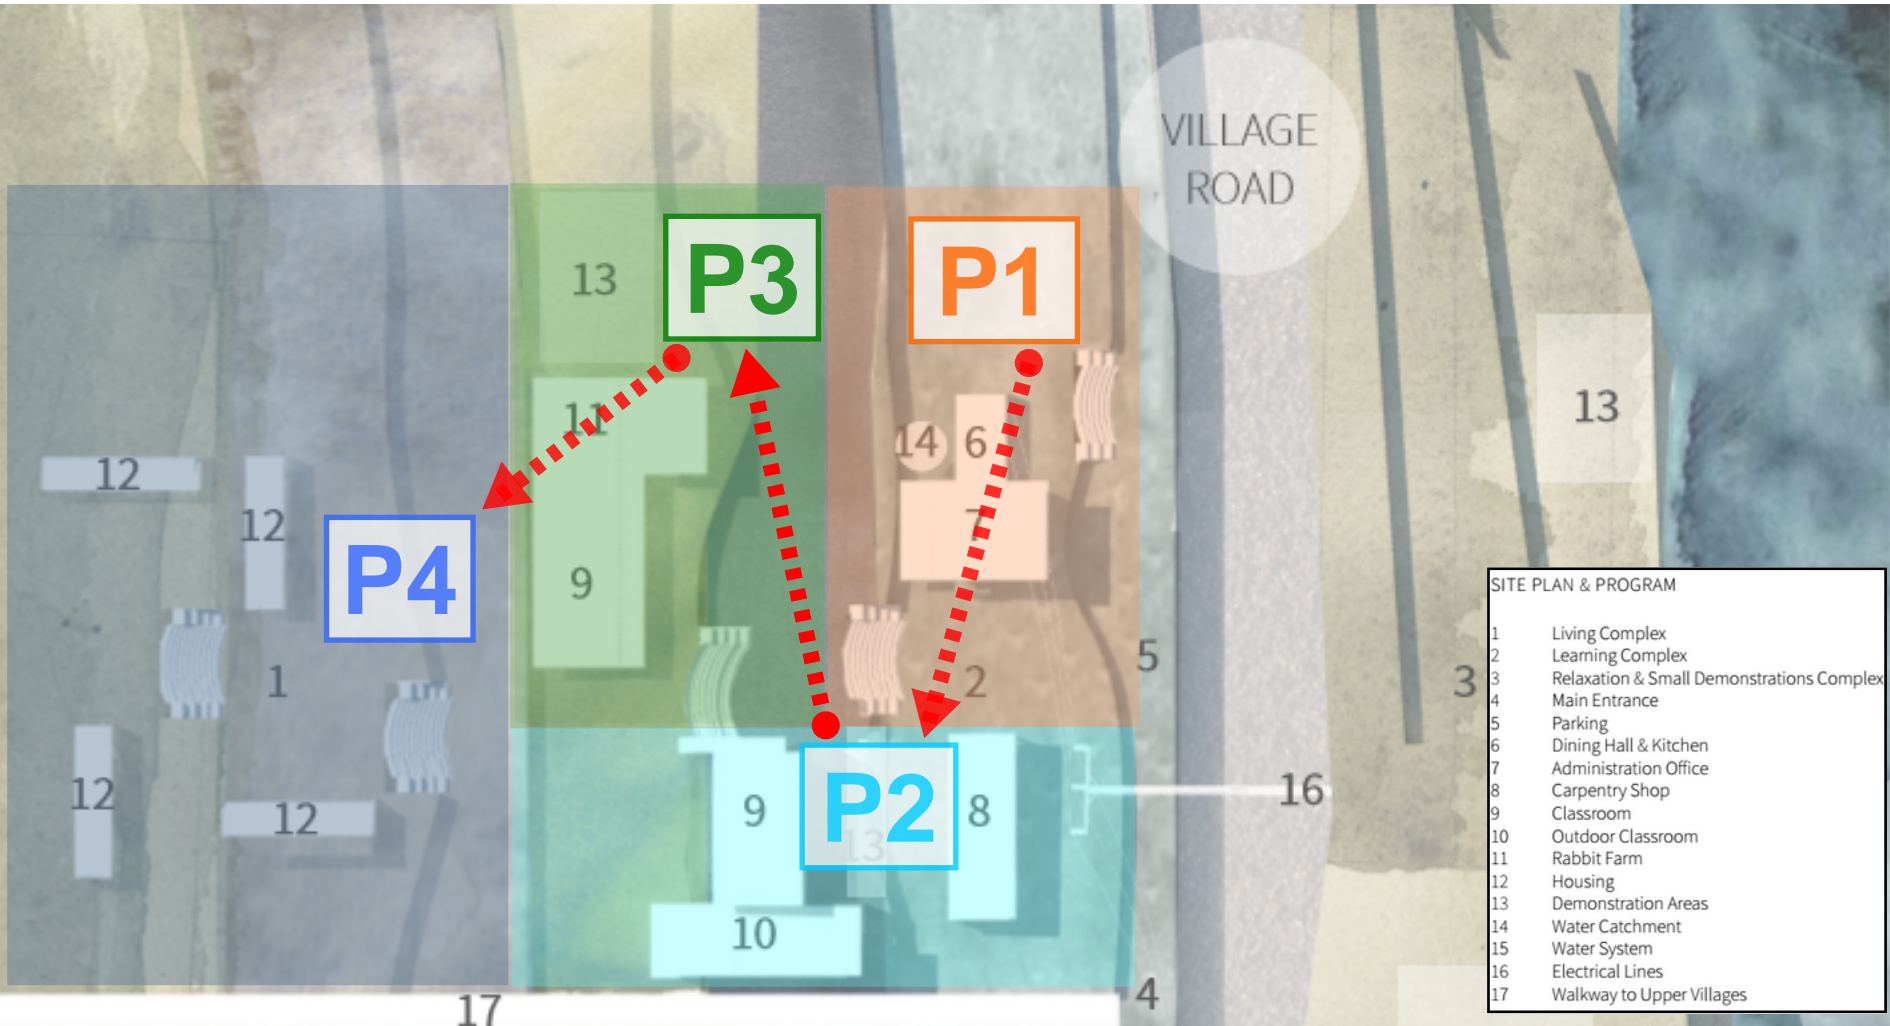 VILLAGE
ROAD
13
P3
P1
13
11
14
6
12
12
7
9
P4
5
1
2
3
12
12
9
P2
8
13
16
10
4
17
SITE PLAN & PROGRAM
1 Living Complex
2 Learning Complex
3 Relaxation & Small Demonstrations Complex
4 Main Entrance
5 Parking
6 Dining Hall & Kitchen
7 Administration Office
8 Carpentry Shop
9 Classroom
10 Outdoor Classroom
11 Rabbit Farm
12 Housing
13 Demonstration Areas
14 Water Catchment
15 Water System
16 Electrical Lines
17 Walkway to Upper Villages